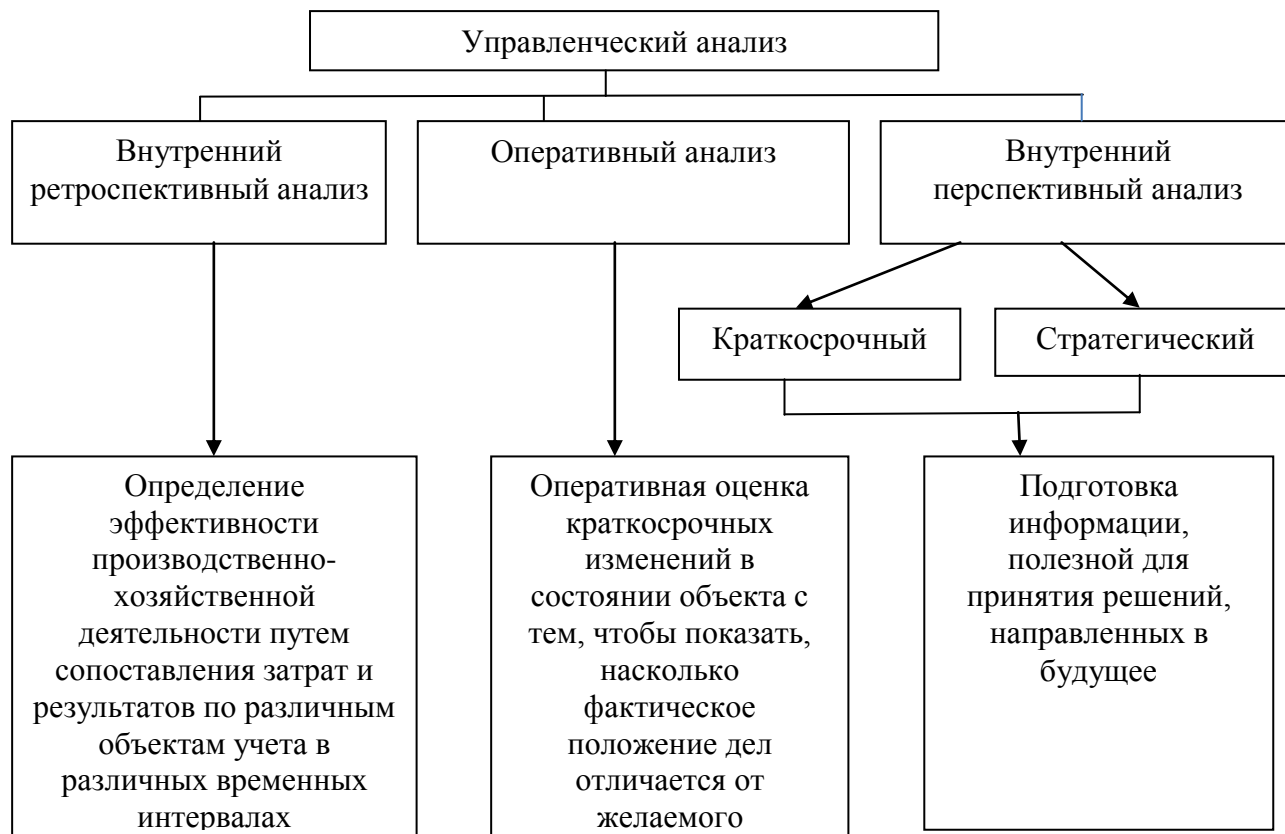 Управленческий анализ
Внутренний
ретроспективный анализ
Оперативный анализ
Внутренний
перспективный анализ
Краткосрочный
Стратегический
Определение
эффективности
производственно-
хозяйственной
деятельности путем
сопоставления затрат и
результатов по различным
объектам учета в
различных временных
интервалах
Оперативная оценка
краткосрочных
изменений в
состоянии объекта с
тем, чтобы показать,
насколько
фактическое
положение дел
отличается от
желаемого
Подготовка
информации,
полезной для
принятия решений,
направленных в
будущее